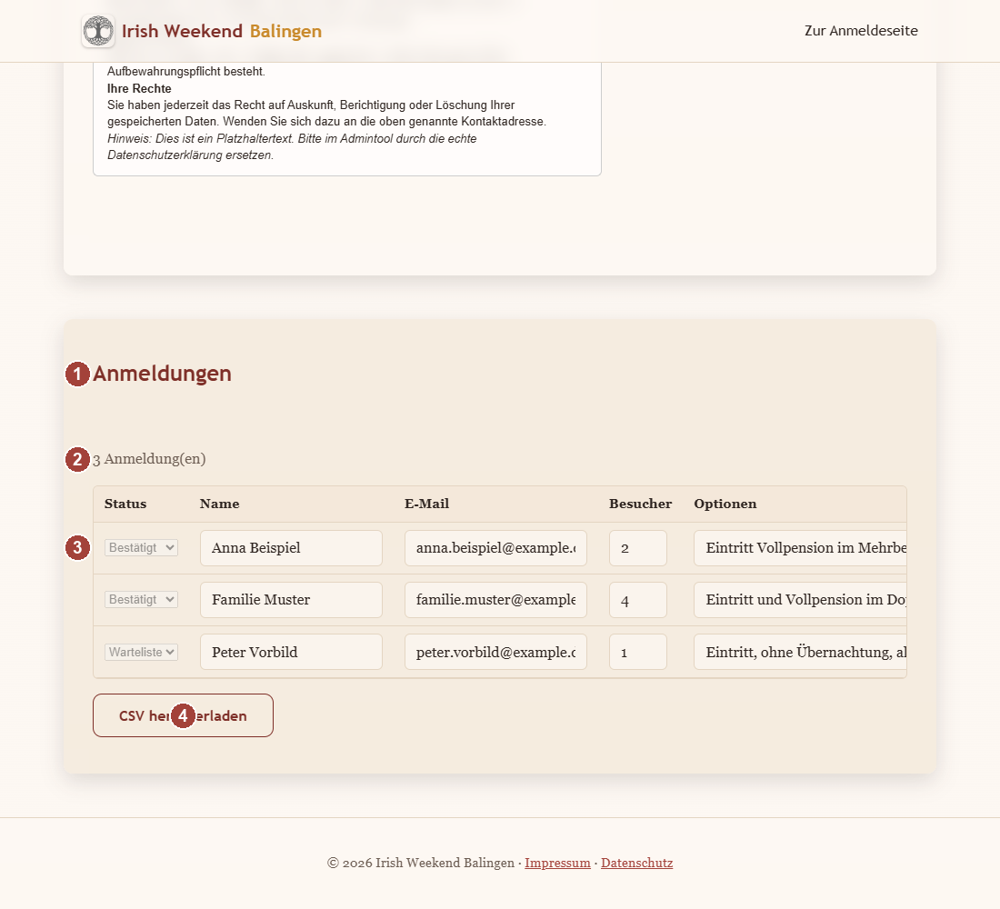 Irish Weekend Balingen
Zur Anmeldeseite
Aufbewahrungspflicht besteht.
Ihre Rechte
Sie haben jederzeit das Recht auf Auskunft, Berichtigung oder Löschung Ihrer
gespeicherten Daten. Wenden Sie sich dazu an die oben genannte Kontaktadresse.
Hinweis: Dies ist ein Platzhaltertext. Bitte im Admintool durch die echte
Datenschutzerklärung ersetzen.
1 Anmeldungen
2 3 Anmeldung(en)
Status Name E-Mail Besucher Optionen
3 Bestätigt Anna Beispiel anna.beispiel@example. 2 Eintritt Vollpension im Mehrbe
Bestätigt Familie Muster familie.muster@example 4 Eintritt und Vollpension im Do
Warteliste Peter Vorbild peter.vorbild@example. 1 Eintritt, ohne Übernachtung, al
CSV her 4 erladen
© 2026 Irish Weekend Balingen · Impressum · Datenschutz